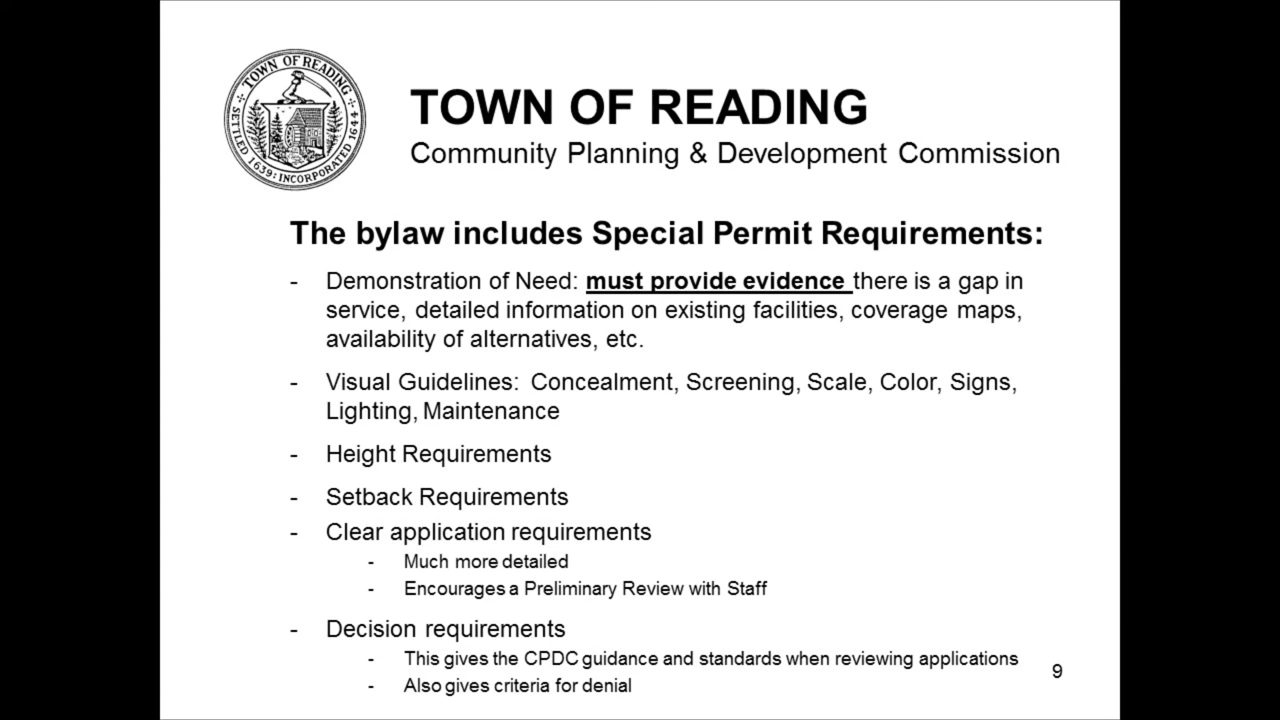 TOWN OF READING
SETTLED 1639: INCORPORATED 1644
TOWN OF READING
Community Planning & Development Commission
The bylaw includes Special Permit Requirements:
- Demonstration of Need: must provide evidence there is a gap in
service, detailed information on existing facilities, coverage maps,
availability of alternatives, etc.
- Visual Guidelines: Concealment, Screening, Scale, Color, Signs,
Lighting, Maintenance
- Height Requirements
- Setback Requirements
- Clear application requirements
- Much more detailed
- Encourages a Preliminary Review with Staff
- Decision requirements
- This gives the CPDC guidance and standards when reviewing applications
- Also gives criteria for denial
9